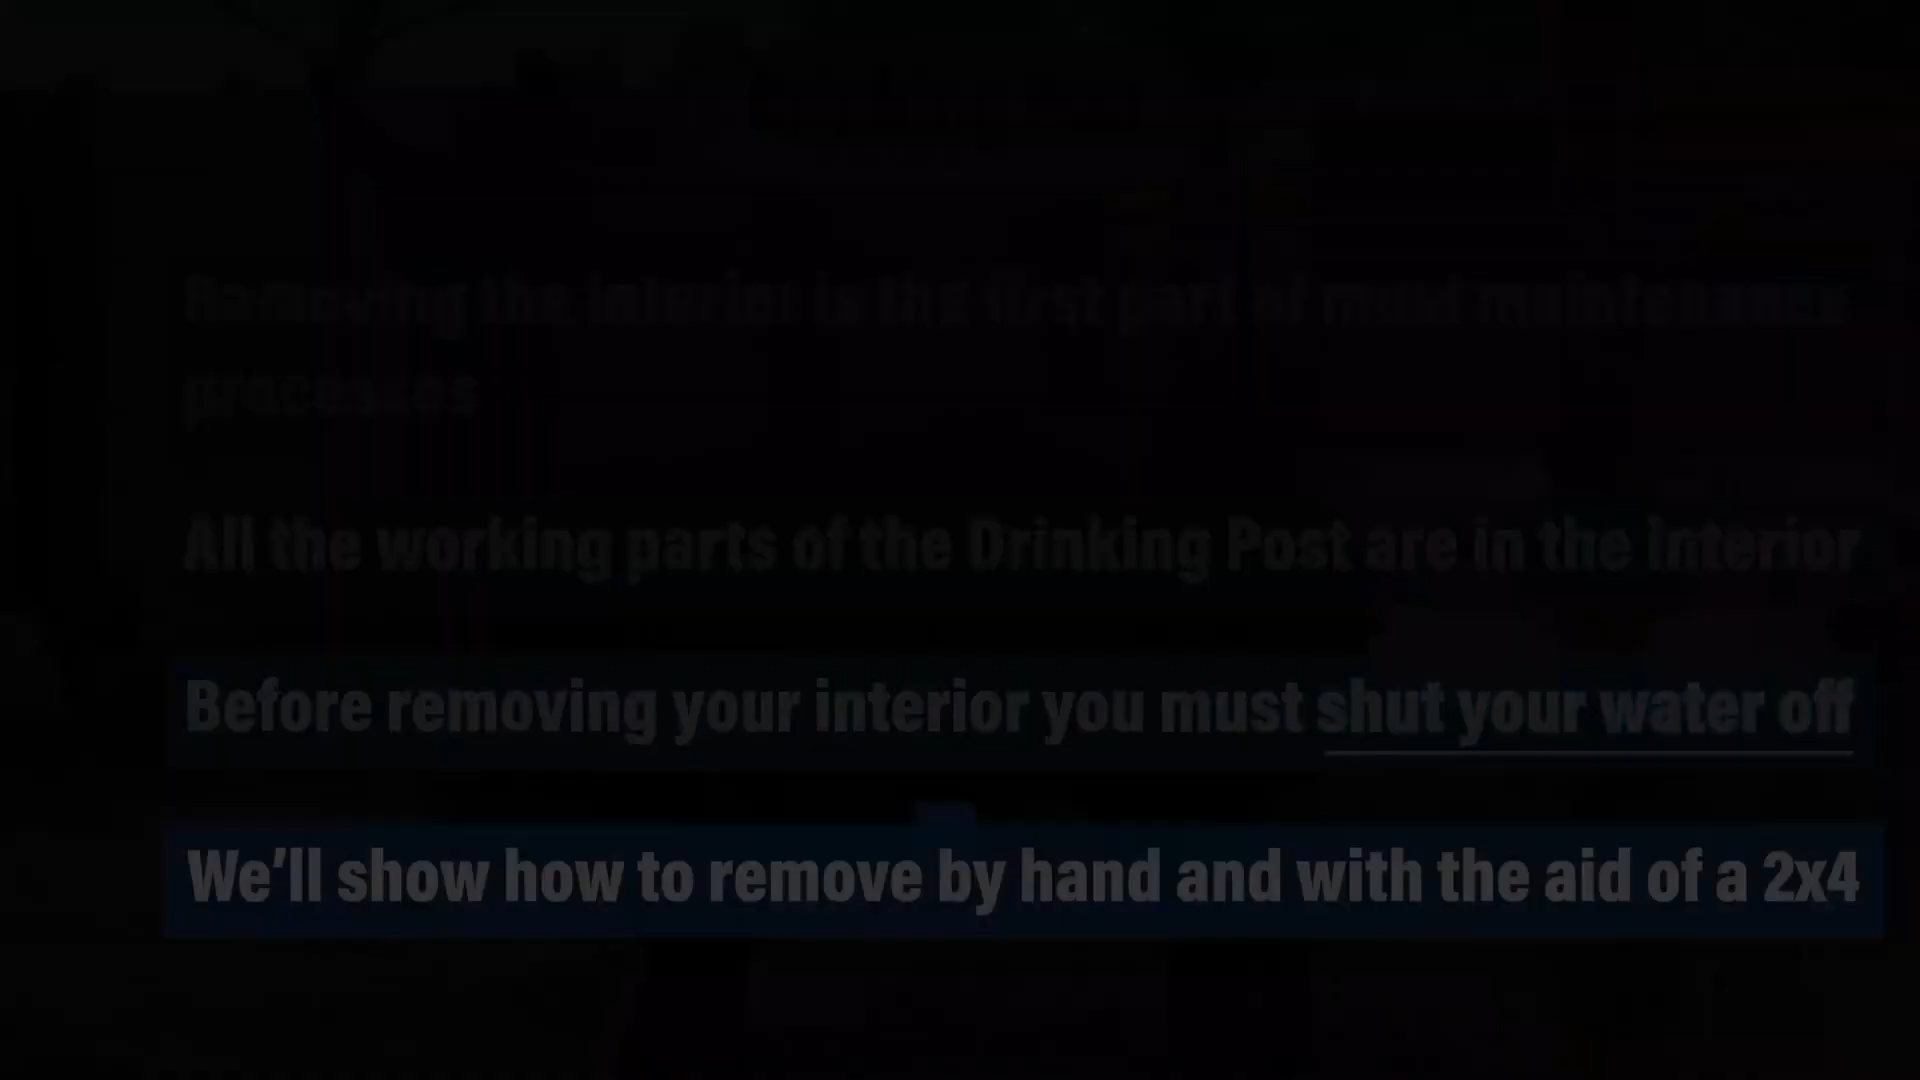 Removing the interior is the first part of most maintenance
processes
All the working parts of the Drinking Post are in the interior
Before removing your interior you must shut your water off
We'll show how to remove by hand and with the aid of a 2x4